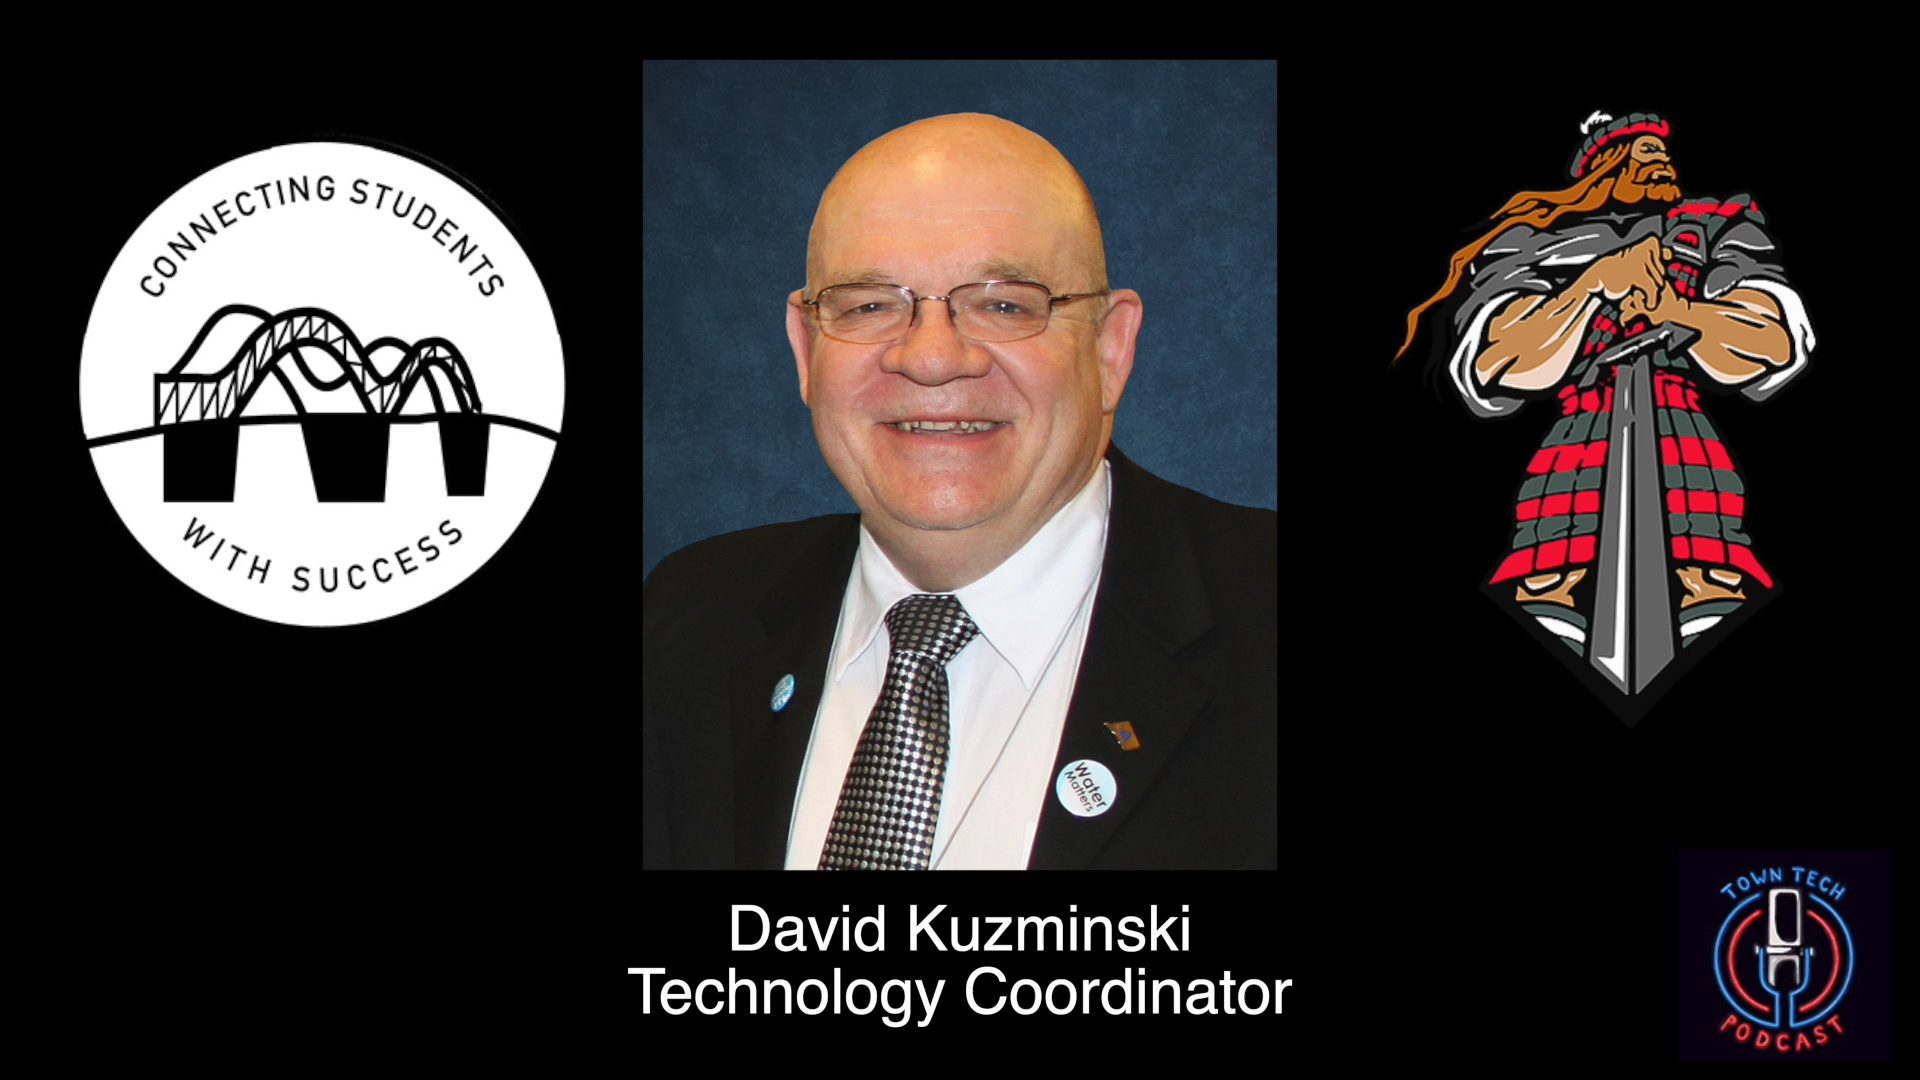 CONNECTING STUDENTS
WITH SUCCESS
Water
Matters
David Kuzminski
Technology Coordinator
TOWN TECH
PODCAST